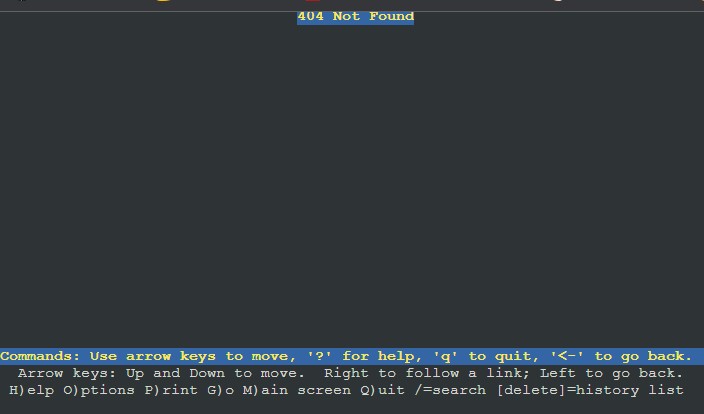 404 Not Found
Commands: Use arrow keys to move, '?' for help, 'q' to quit, '<-' to go back.
Arrow keys: Up and Down to move.  Right to follow a link; Left to go back.
H)elp O)ptions P)rint G)o M)ain screen Q)uit /=search [delete]=history list